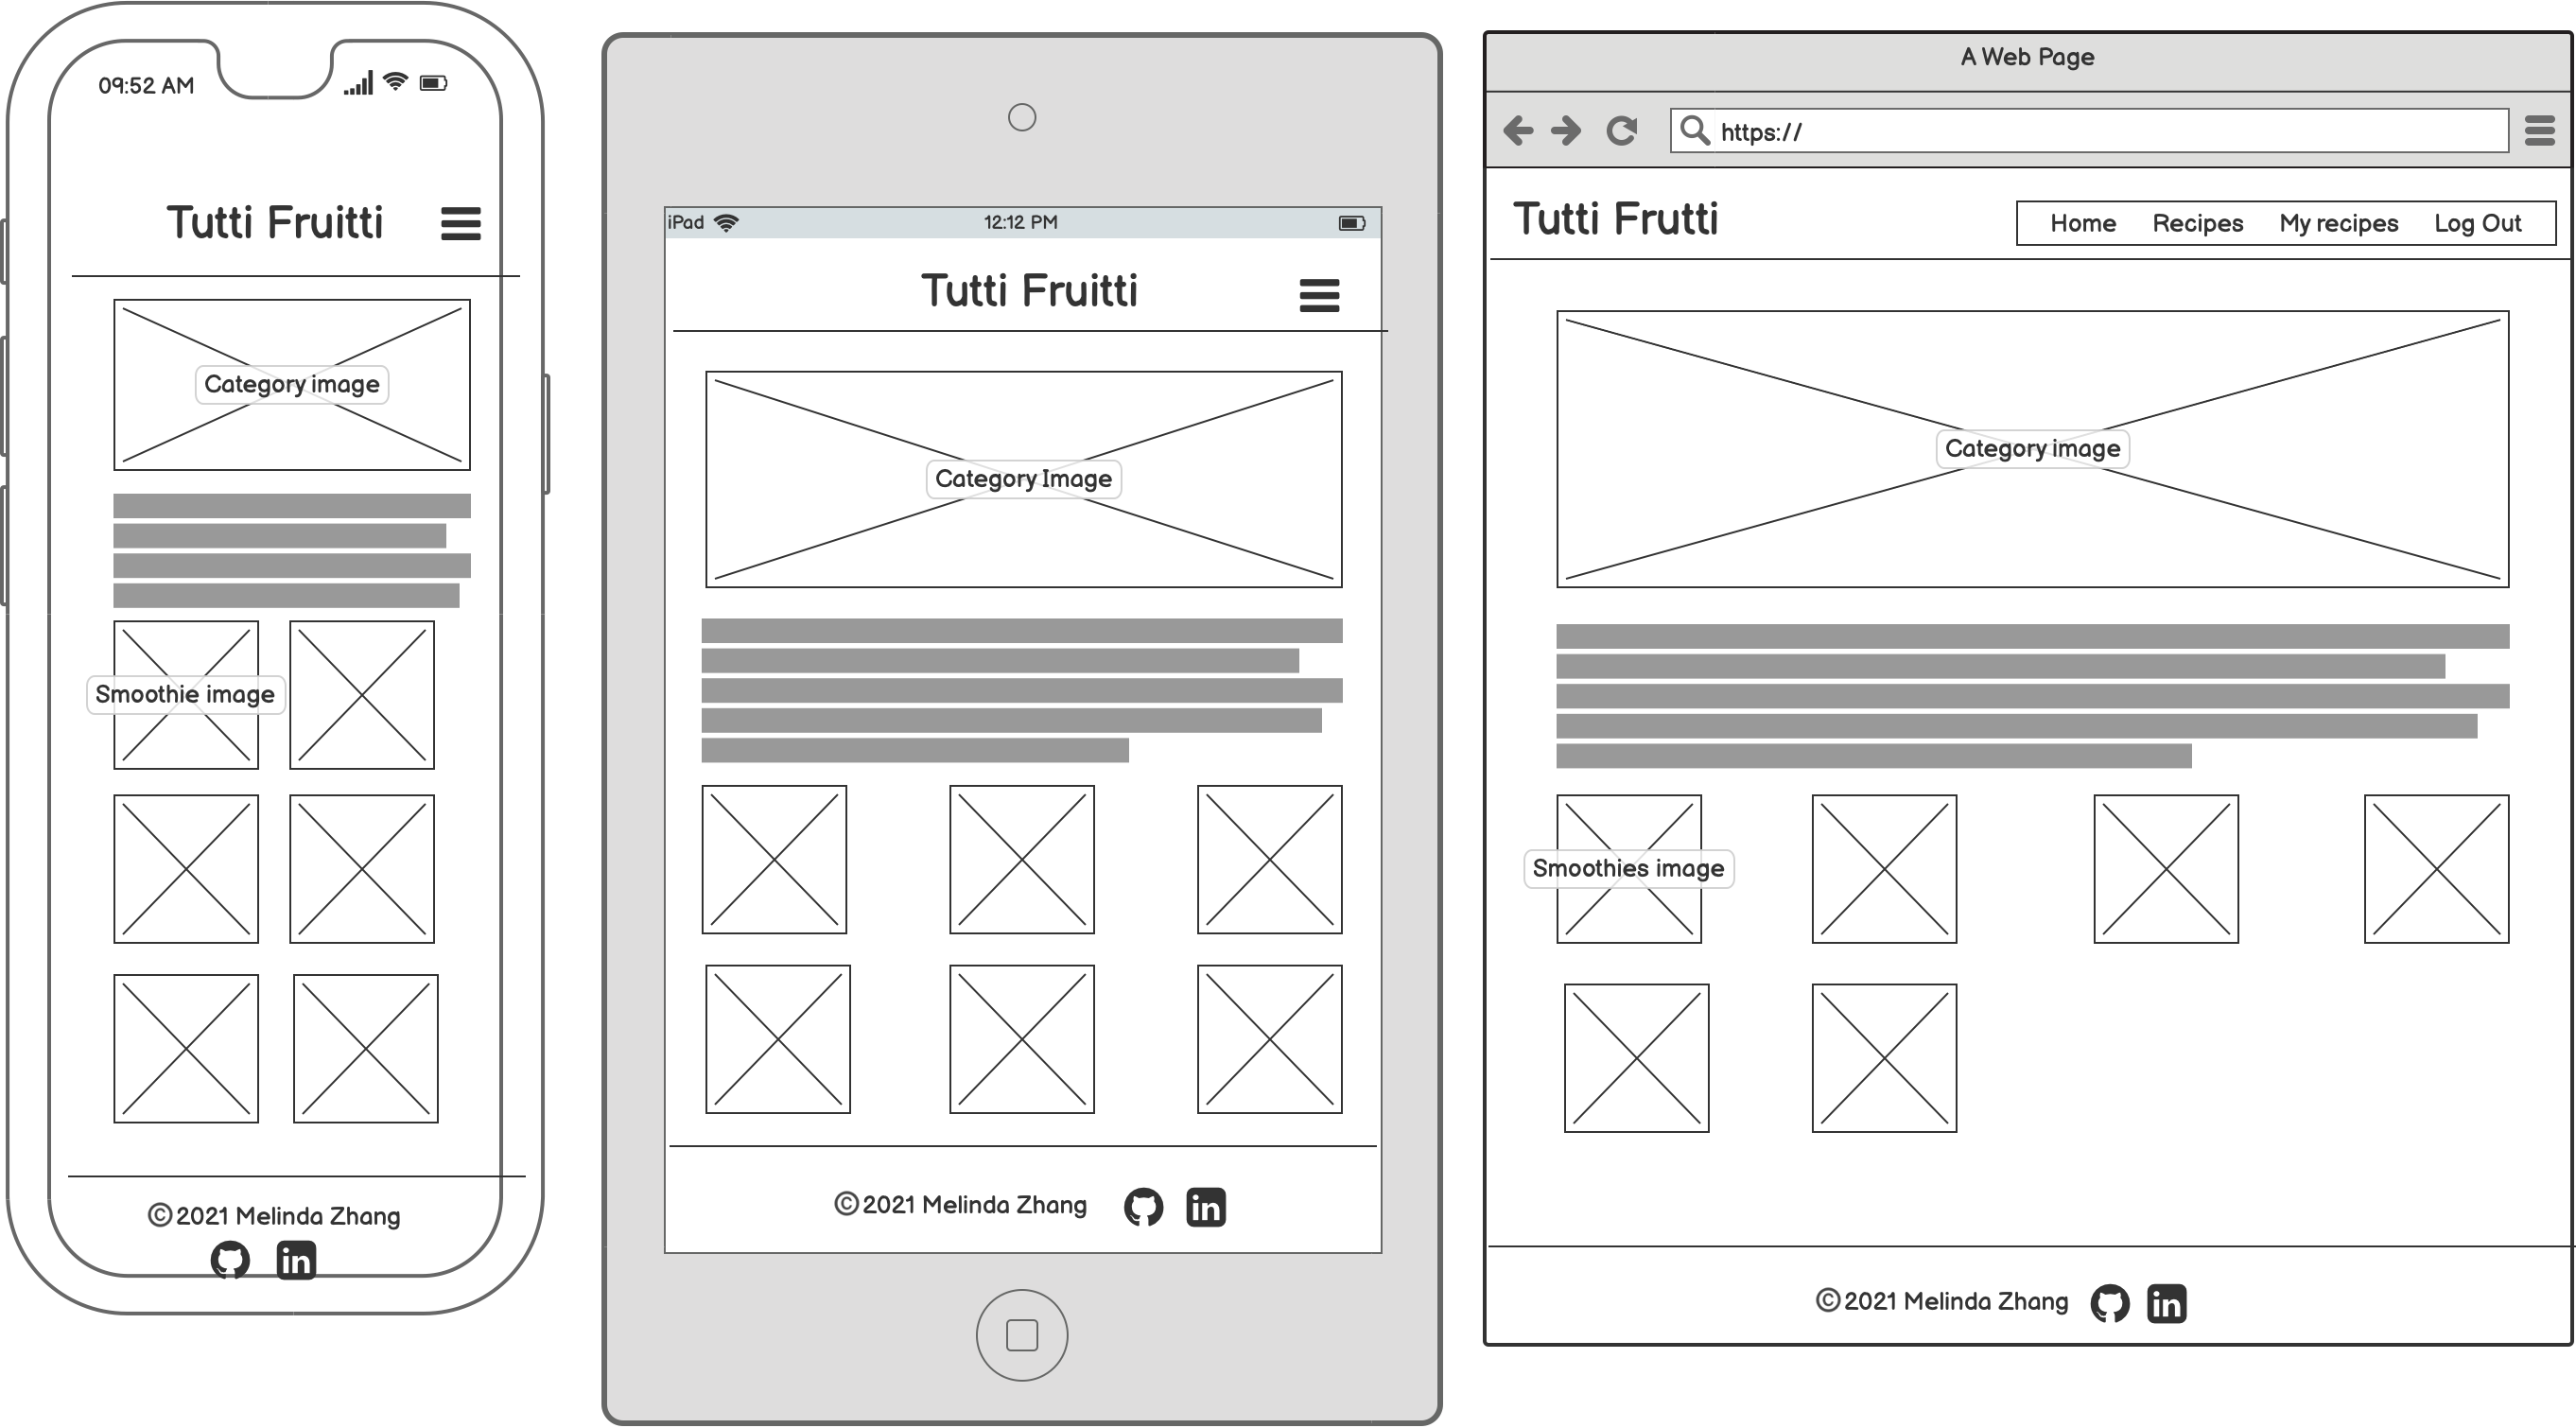 09:52 AM
Tutti Fruitti
Category image
Smoothie image
©2021 Melinda Zhang
in
iPad 12:12 PM
Tutti Fruitti
Category Image
©2021 Melinda Zhang in
A Web Page
https://
Tutti Frutti Home Recipes My recipes Log Out
Category image
Smoothies image
©2021 Melinda Zhang in